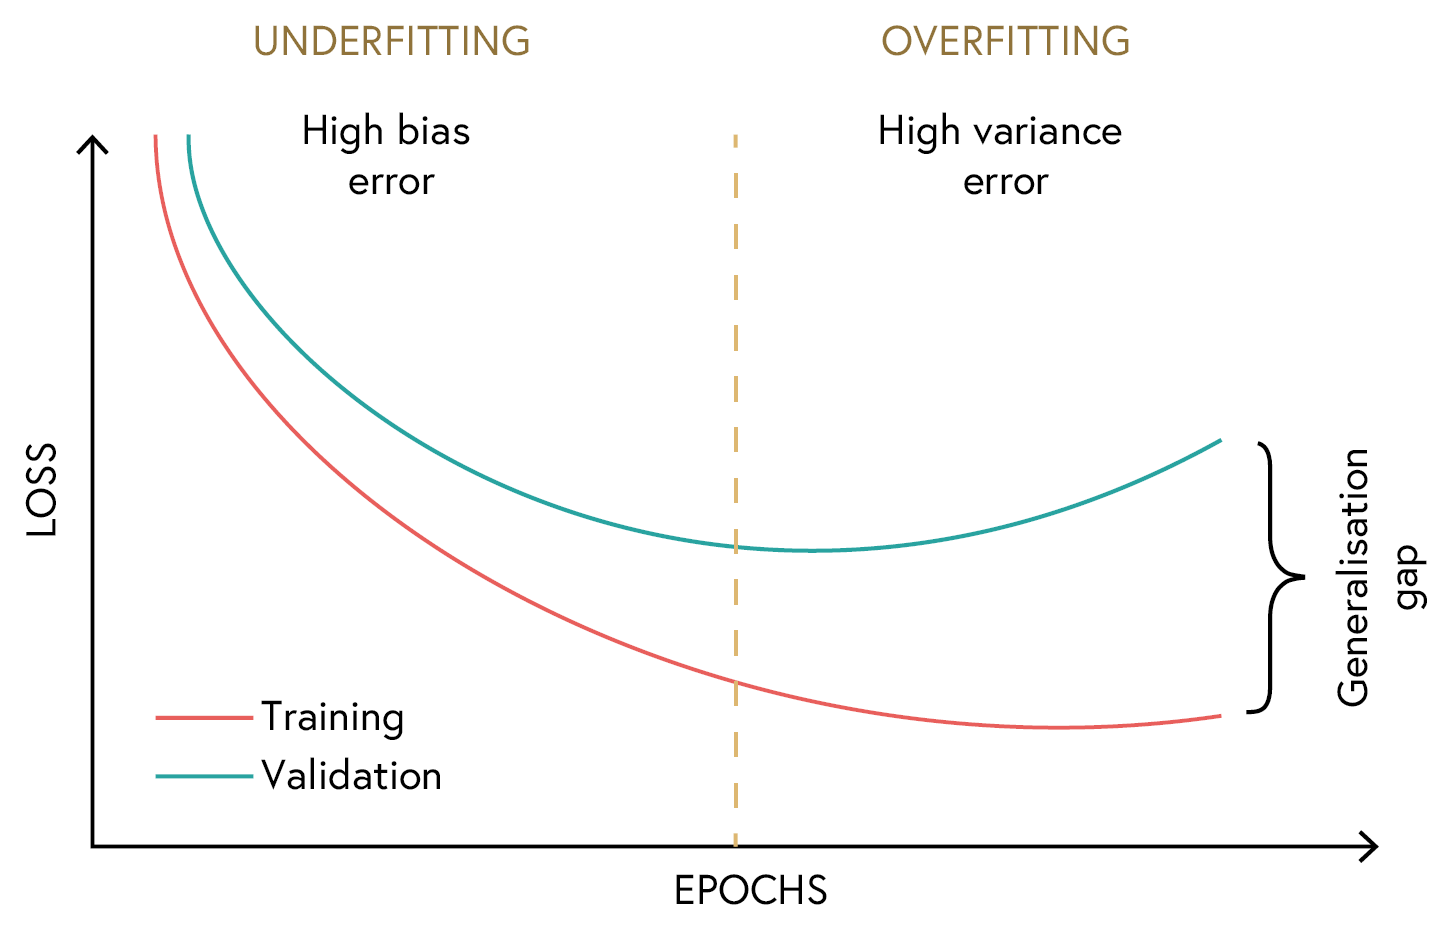 UNDERFITTING
OVERFITTING
High bias
error
High variance
error
LOSS
Generalisation
gap
Training
Validation
EPOCHS